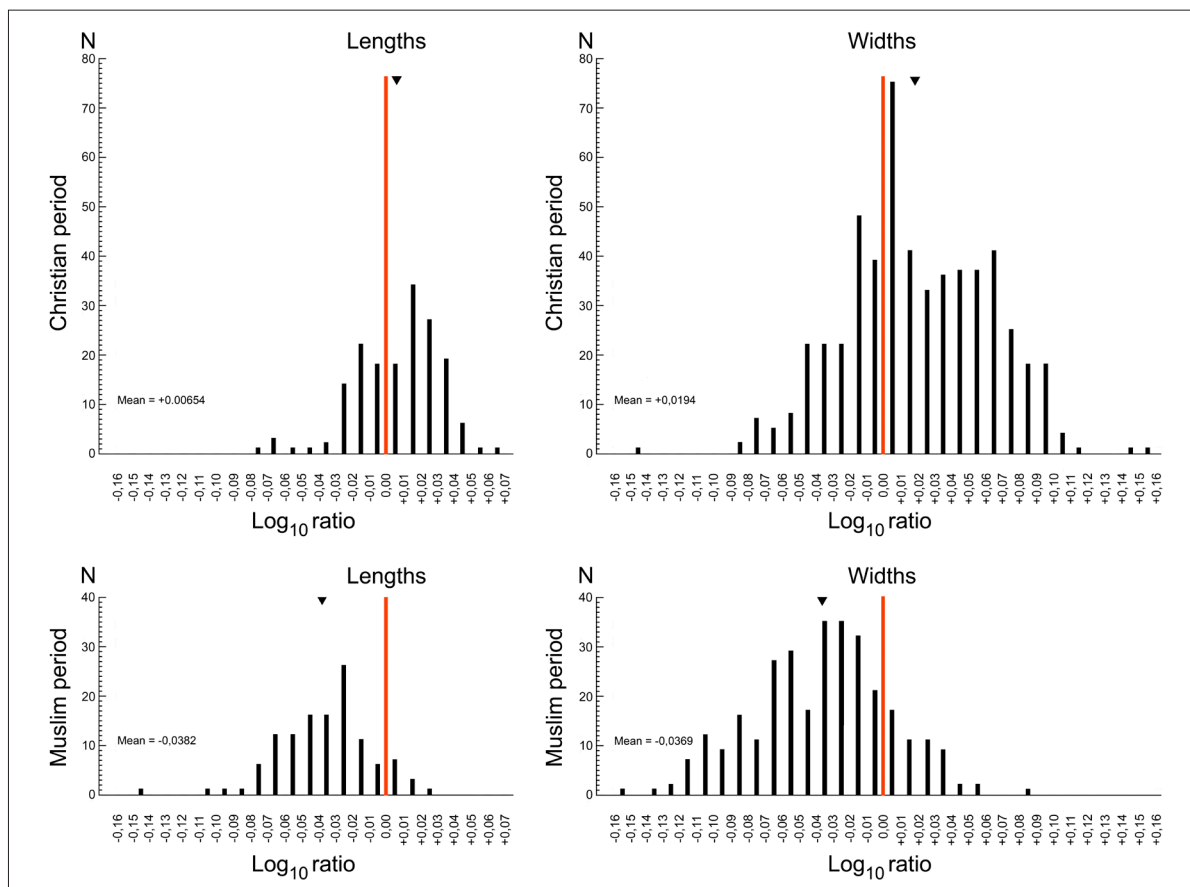 N
Lengths
80
70
60
50
40
30
20
10
0
Christian period
Mean = +0.00654
-0,16 -0,15 -0,14 -0,13 -0,12 -0,11 -0,10 -0,09 -0,08 -0,07 -0,06 -0,05 -0,04 -0,03 -0,02 -0,01 0,00 +0,01 +0,02 +0,03 +0,04 +0,05 +0,06 +0,07
Log10 ratio
N
Widths
80
70
60
50
40
30
20
10
0
Christian period
Mean = +0,0194
-0,16 -0,15 -0,14 -0,13 -0,12 -0,11 -0,10 -0,09 -0,08 -0,07 -0,06 -0,05 -0,04 -0,03 -0,02 -0,01 0,00 +0,01 +0,02 +0,03 +0,04 +0,05 +0,06 +0,07 +0,08 +0,09 +0,10 +0,11 +0,12 +0,13 +0,14 +0,15 +0,16
Log10 ratio
N
Lengths
40
30
20
10
0
Muslim period
Mean = -0,0382
-0,16 -0,15 -0,14 -0,13 -0,12 -0,11 -0,10 -0,09 -0,08 -0,07 -0,06 -0,05 -0,04 -0,03 -0,02 -0,01 0,00 +0,01 +0,02 +0,03 +0,04 +0,05 +0,06 +0,07
Log10 ratio
N
Widths
40
30
20
10
0
Muslim period
Mean = -0,0369
-0,16 -0,15 -0,14 -0,13 -0,12 -0,11 -0,10 -0,09 -0,08 -0,07 -0,06 -0,05 -0,04 -0,03 -0,02 -0,01 0,00 +0,01 +0,02 +0,03 +0,04 +0,05 +0,06 +0,07 +0,08 +0,09 +0,10 +0,11 +0,12 +0,13 +0,14 +0,15 +0,16
Log10 ratio